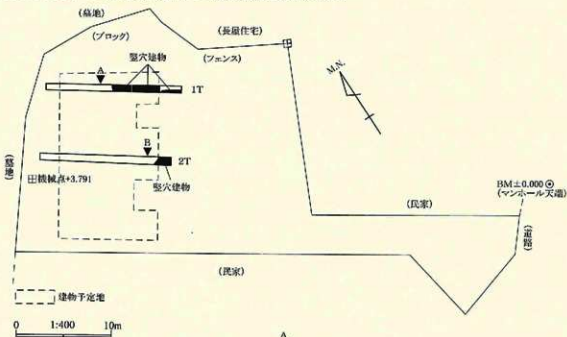 (墓地)
(ブロック)
(長屋住宅)
竪穴建物
(フェンス)
A
1T
M.N.
B
2T
竪穴建物
(墓地)
機械点+3.791
BM±0.000
(マンホール天端)
(民家)
(道路)
(民家)
建物予定地
0 1:400 10m
A